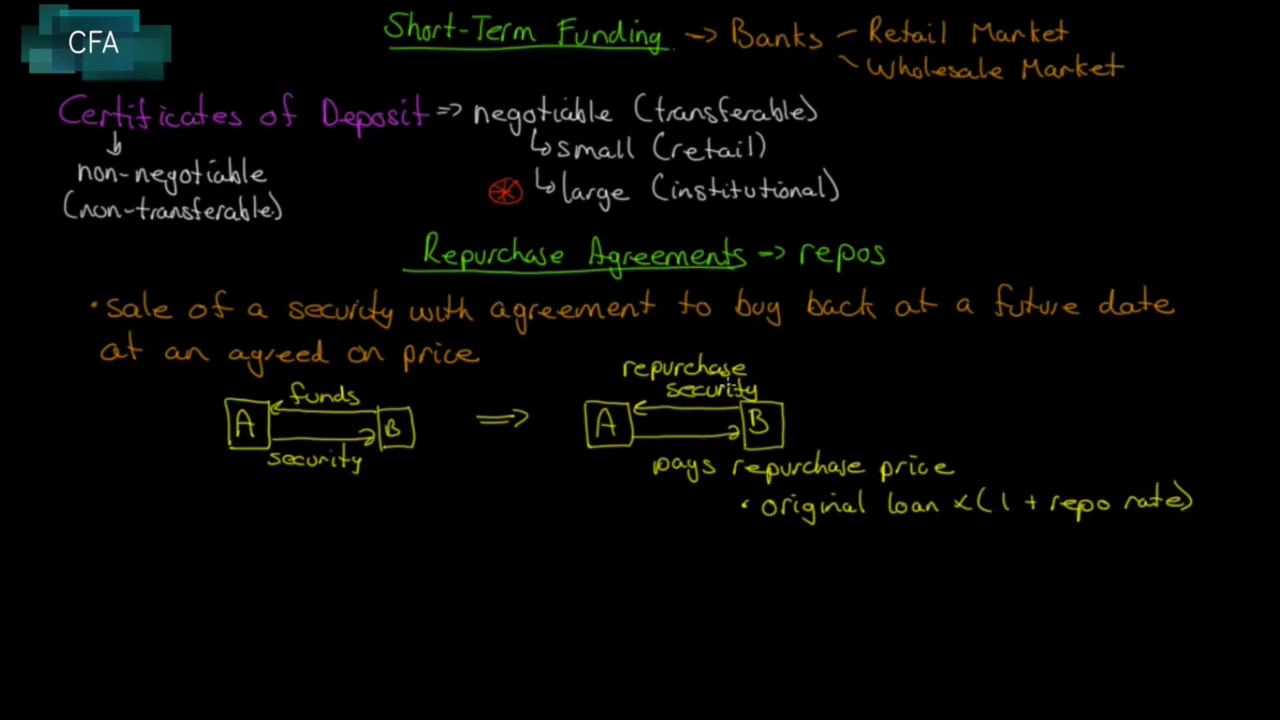 CFA
Short-Term Funding -> Banks - Retail Market
- Wholesale Market
Certificates of Deposit => negotiable (transferable)
↳ small (retail)
↳ large (institutional)
non-negotiable
(non-transferable)
Repurchase Agreements => repos
• sale of a security with agreement to buy back at a future date
at an agreed on price
funds
A B
security
=>
repurchase
security
A B
pays repurchase price
• original loan x (1 + repo rate)